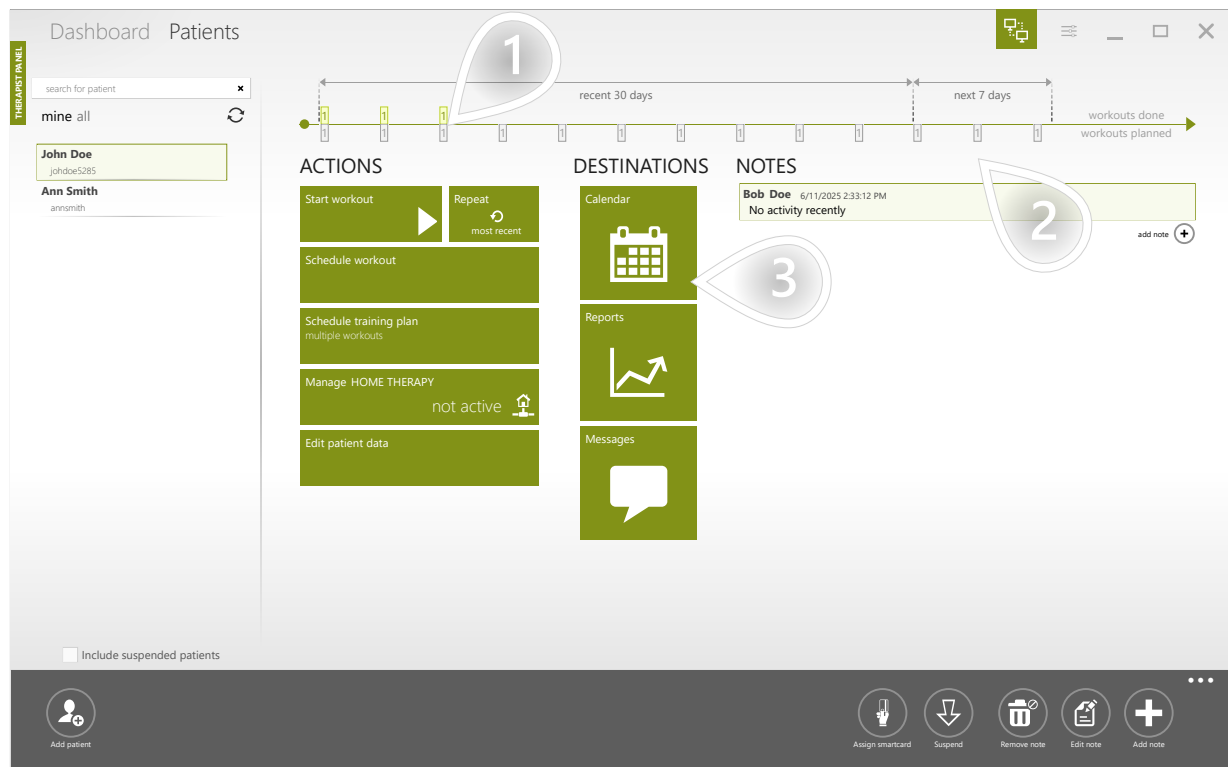 Dashboard Patients
THERAPIST PANEL
search for patient
mine all
John Doe
johdoe5285
Ann Smith
annsmith
Include suspended patients
1
recent 30 days
next 7 days
1 1 1
workouts done
1 1 1 1 1 1 1 1 1 1 1 1 1
workouts planned
2
3
ACTIONS
Start workout
Repeat
most recent
Schedule workout
Schedule training plan
multiple workouts
Manage HOME THERAPY
not active
Edit patient data
DESTINATIONS
Calendar
Reports
Messages
NOTES
Bob Doe 6/11/2025 2:33:12 PM
No activity recently
add note
Add patient
Assign smartcard
Suspend
Remove note
Edit note
Add note